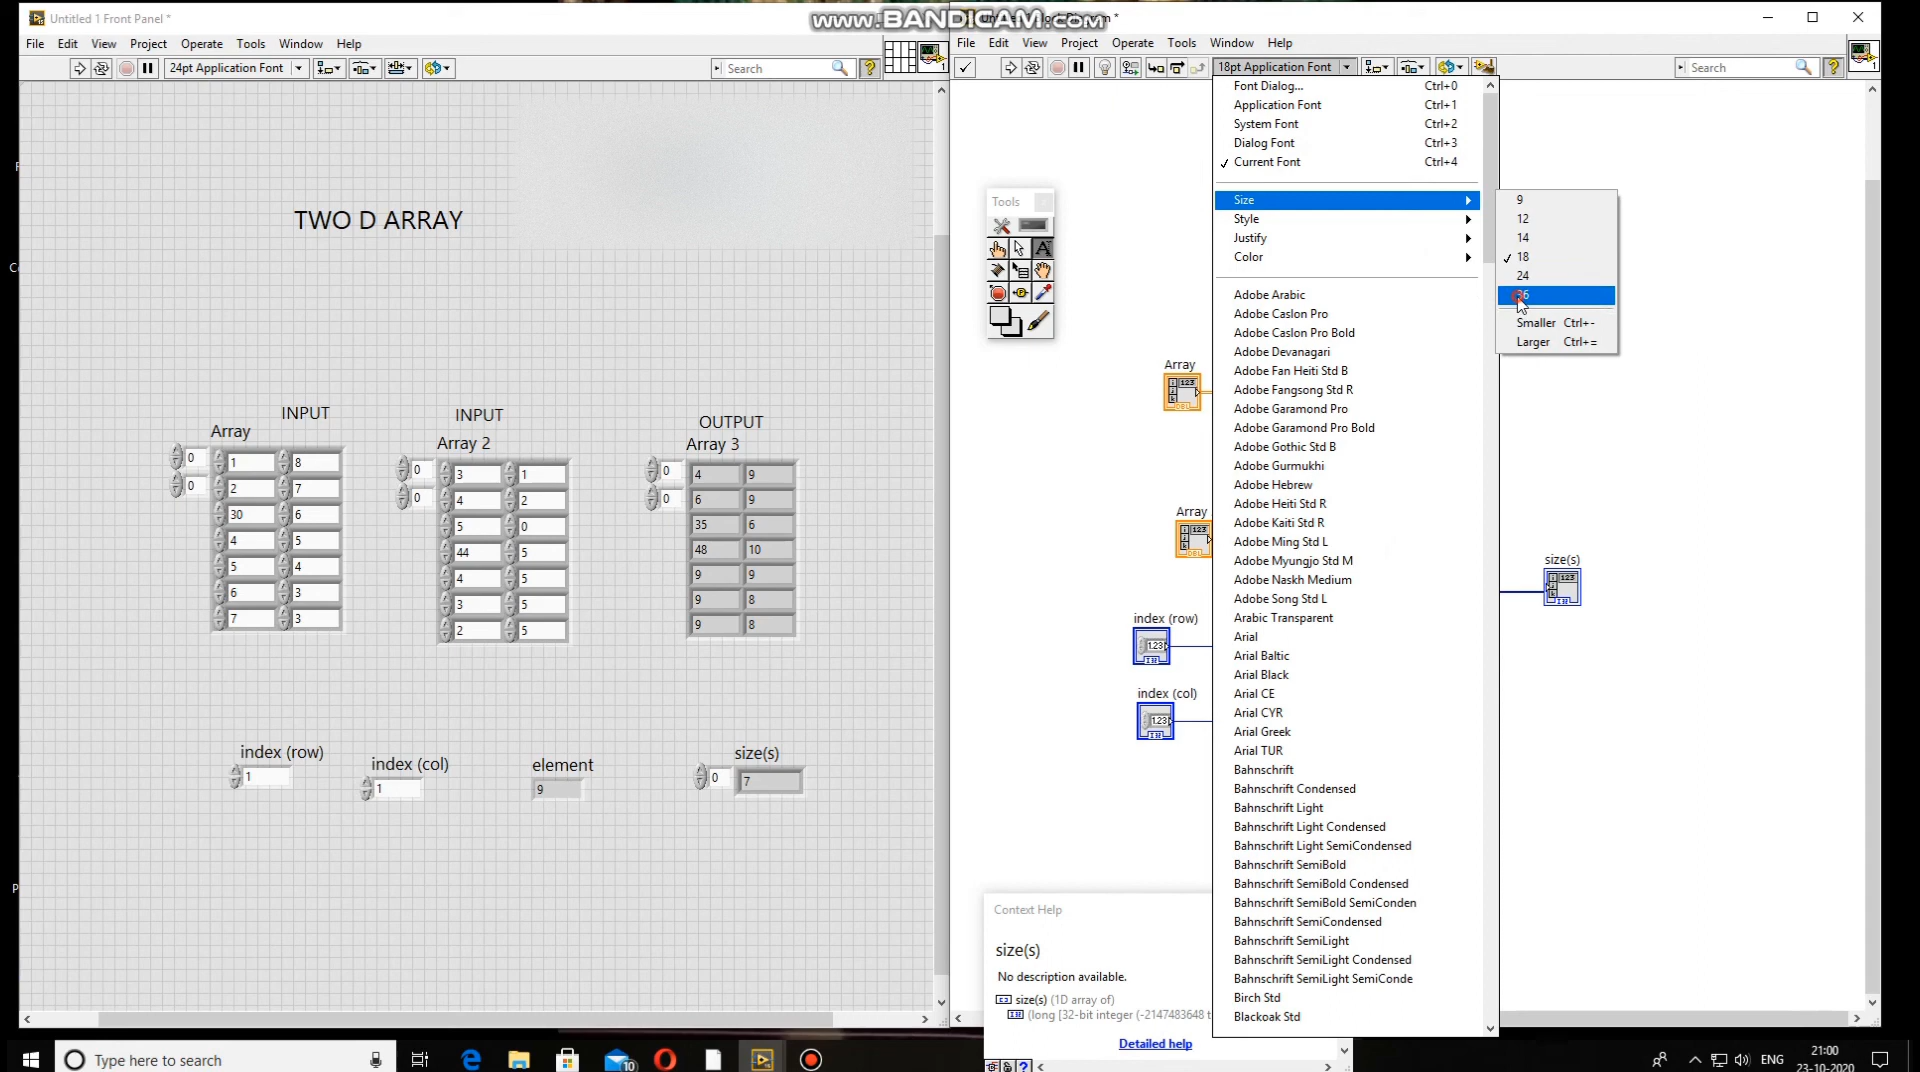 Untitled 1 Front Panel *
www.BANDICAM.com
File Edit View Project Operate Tools Window Help
24pt Application Font
Search
TWO D ARRAY
INPUT
INPUT
OUTPUT
Array
Array 2
Array 3
0 1 8
0 2 7
30 6
4 5
5 4
6 3
7 3
0 3 1
0 4 2
5 0
44 5
4 5
3 5
2 5
0 4 9
0 6 9
35 6
48 10
9 9
9 8
9 8
index (row)
1
index (col)
1
element
9
size(s)
0 7
File Edit View Project Operate Tools Window Help
18pt Application Font
Search
Tools
Font Dialog... Ctrl+0
Application Font Ctrl+1
System Font Ctrl+2
Dialog Font Ctrl+3
Current Font Ctrl+4
Size
Style
Justify
Color
Adobe Arabic
Adobe Caslon Pro
Adobe Caslon Pro Bold
Adobe Devanagari
Adobe Fan Heiti Std B
Adobe Fangsong Std R
Adobe Garamond Pro
Adobe Garamond Pro Bold
Adobe Gothic Std B
Adobe Gurmukhi
Adobe Hebrew
Adobe Heiti Std R
Adobe Kaiti Std R
Adobe Ming Std L
Adobe Myungjo Std M
Adobe Naskh Medium
Adobe Song Std L
Arabic Transparent
Arial
Arial Baltic
Arial Black
Arial CE
Arial CYR
Arial Greek
Arial TUR
Bahnschrift
Bahnschrift Condensed
Bahnschrift Light
Bahnschrift Light Condensed
Bahnschrift Light SemiCondensed
Bahnschrift SemiBold
Bahnschrift SemiBold Condensed
Bahnschrift SemiBold SemiConden
Bahnschrift SemiCondensed
Bahnschrift SemiLight
Bahnschrift SemiLight Condensed
Bahnschrift SemiLight SemiConde
Birch Std
Blackoak Std
9
12
14
18
24
Smaller Ctrl+-
Larger Ctrl+=
Array
Array
index (row)
index (col)
size(s)
Context Help
size(s)
No description available.
size(s) (1D array of)
(long [32-bit integer (-2147483648 t
Detailed help
Type here to search
10
ENG
21:00
23-10-2020